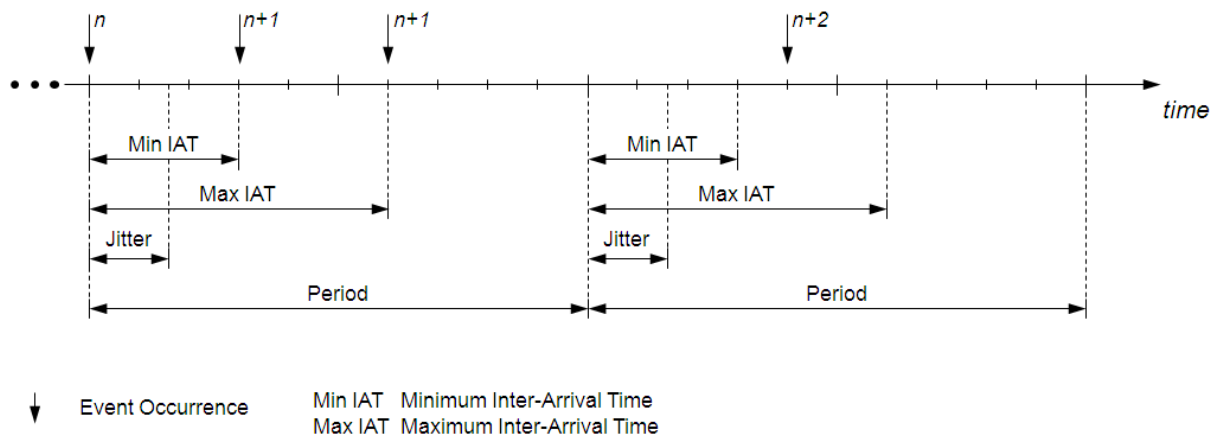 n n+1 n+1 n+2
time
Min IAT Min IAT
Max IAT Max IAT
Jitter Jitter
Period Period
Event Occurrence Min IAT Minimum Inter-Arrival Time
Max IAT Maximum Inter-Arrival Time